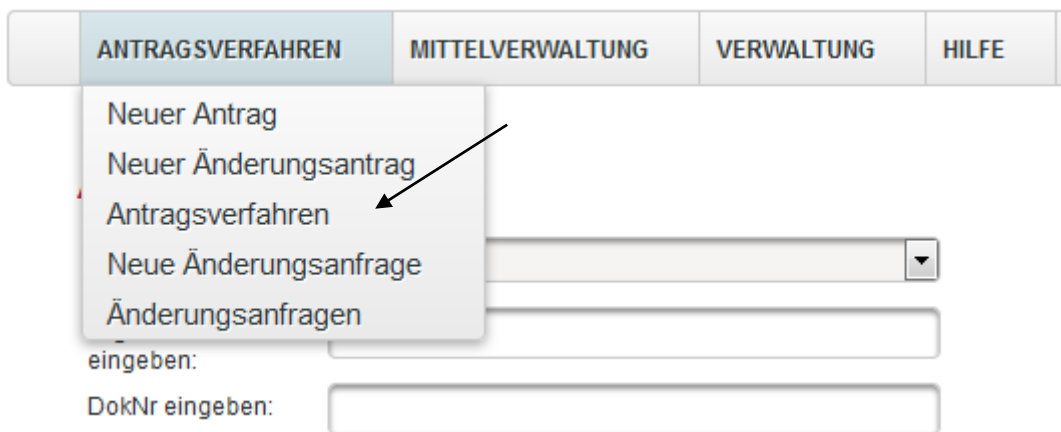 ANTRAGSVERFAHREN MITTELVERWALTUNG VERWALTUNG HILFE
Neuer Antrag
Neuer Änderungsantrag
Antragsverfahren
Neue Änderungsanfrage
Änderungsanfragen
eingeben:
DokNr eingeben: